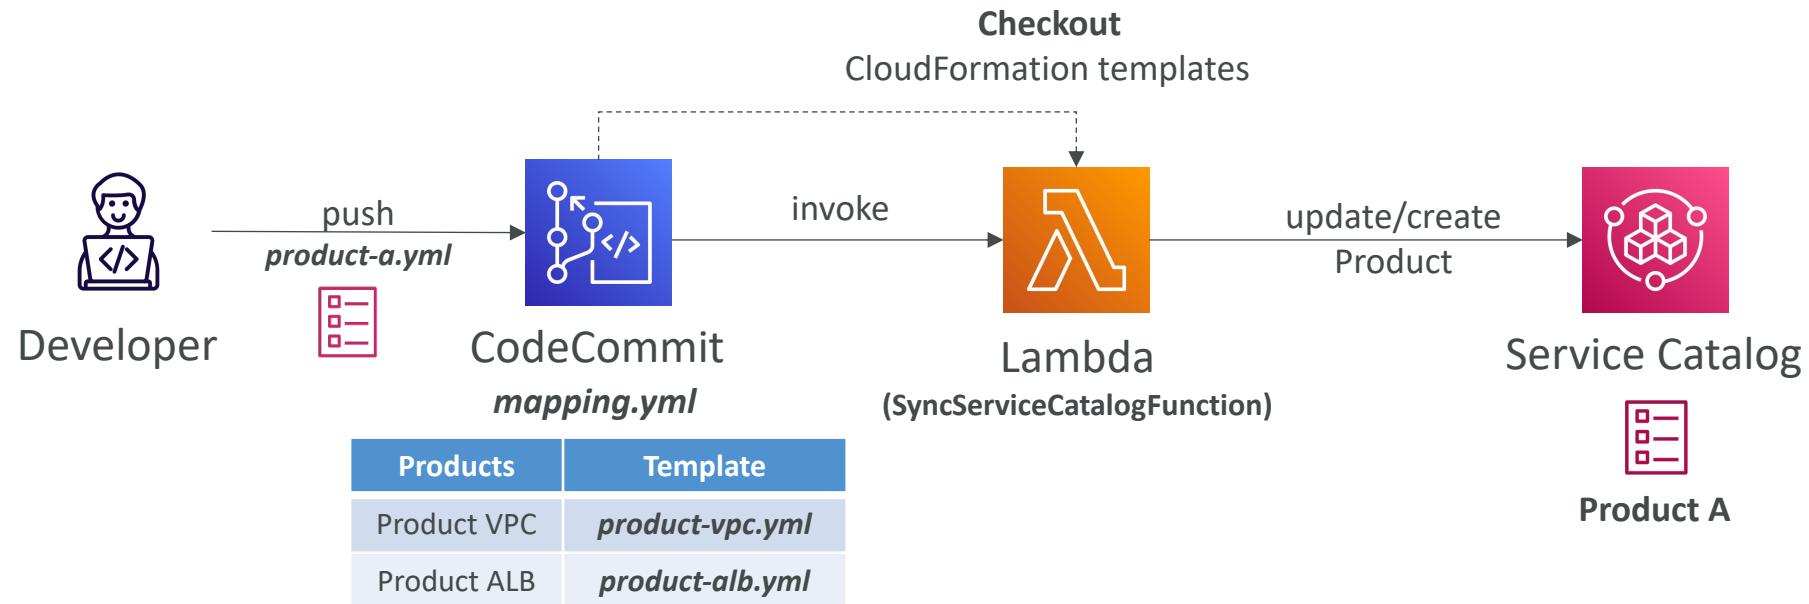 Checkout
CloudFormation templates
push
product-a.yml
invoke
update/create
Product
Developer
CodeCommit
mapping.yml
Lambda
(SyncServiceCatalogFunction)
Service Catalog
Product A
Products Template
Product VPC product-vpc.yml
Product ALB product-alb.yml